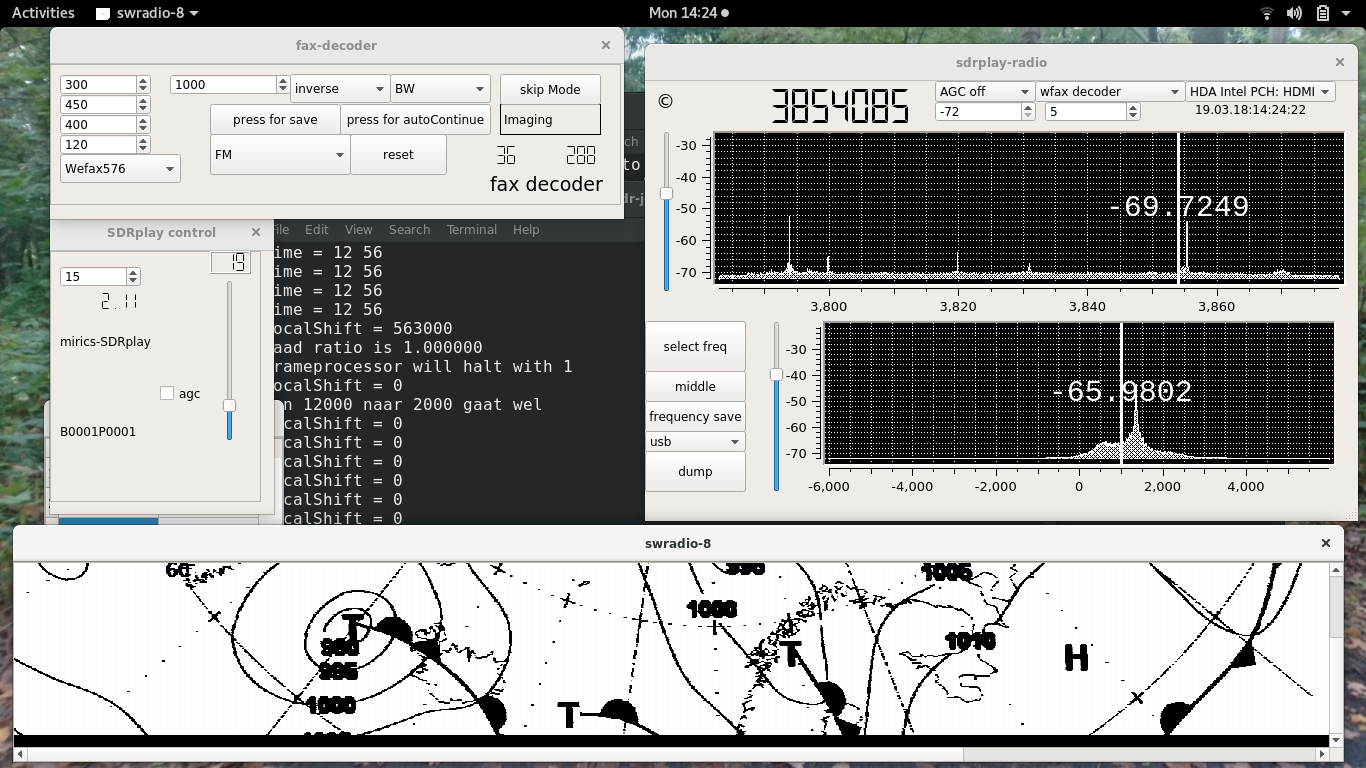 Activities swradio-8 Mon 14:24
fax-decoder
300 1000 inverse BW skip Mode
450
400 press for save press for autoContinue Imaging
120
Wefax576 FM reset 36 288
fax decoder
SDRplay control
19
15
2.11
mirics-SDRplay
agc
B0001P0001
File Edit View Search Terminal Help
ime = 12 56
ime = 12 56
ime = 12 56
ime = 12 56
ocalShift = 563000
aad ratio is 1.000000
rameprocessor will halt with 1
ocalShift = 0
n 12000 naar 2000 gaat wel
calShift = 0
calShift = 0
calShift = 0
calShift = 0
calShift = 0
calShift = 0
sdrplay-radio
© 3854085 AGC off wfax decoder HDA Intel PCH: HDMI
-72 5 19.03.18:14:24:22
-30
-40
-50
-60
-70
-69.7249
3,800 3,820 3,840 3,860
select freq
middle
frequency save
usb
dump
-30
-40
-50
-60
-70
-65.9802
-6,000 -4,000 -2,000 0 2,000 4,000
swradio-8
60 1005
1000
T 1010
T H
995
1000 T